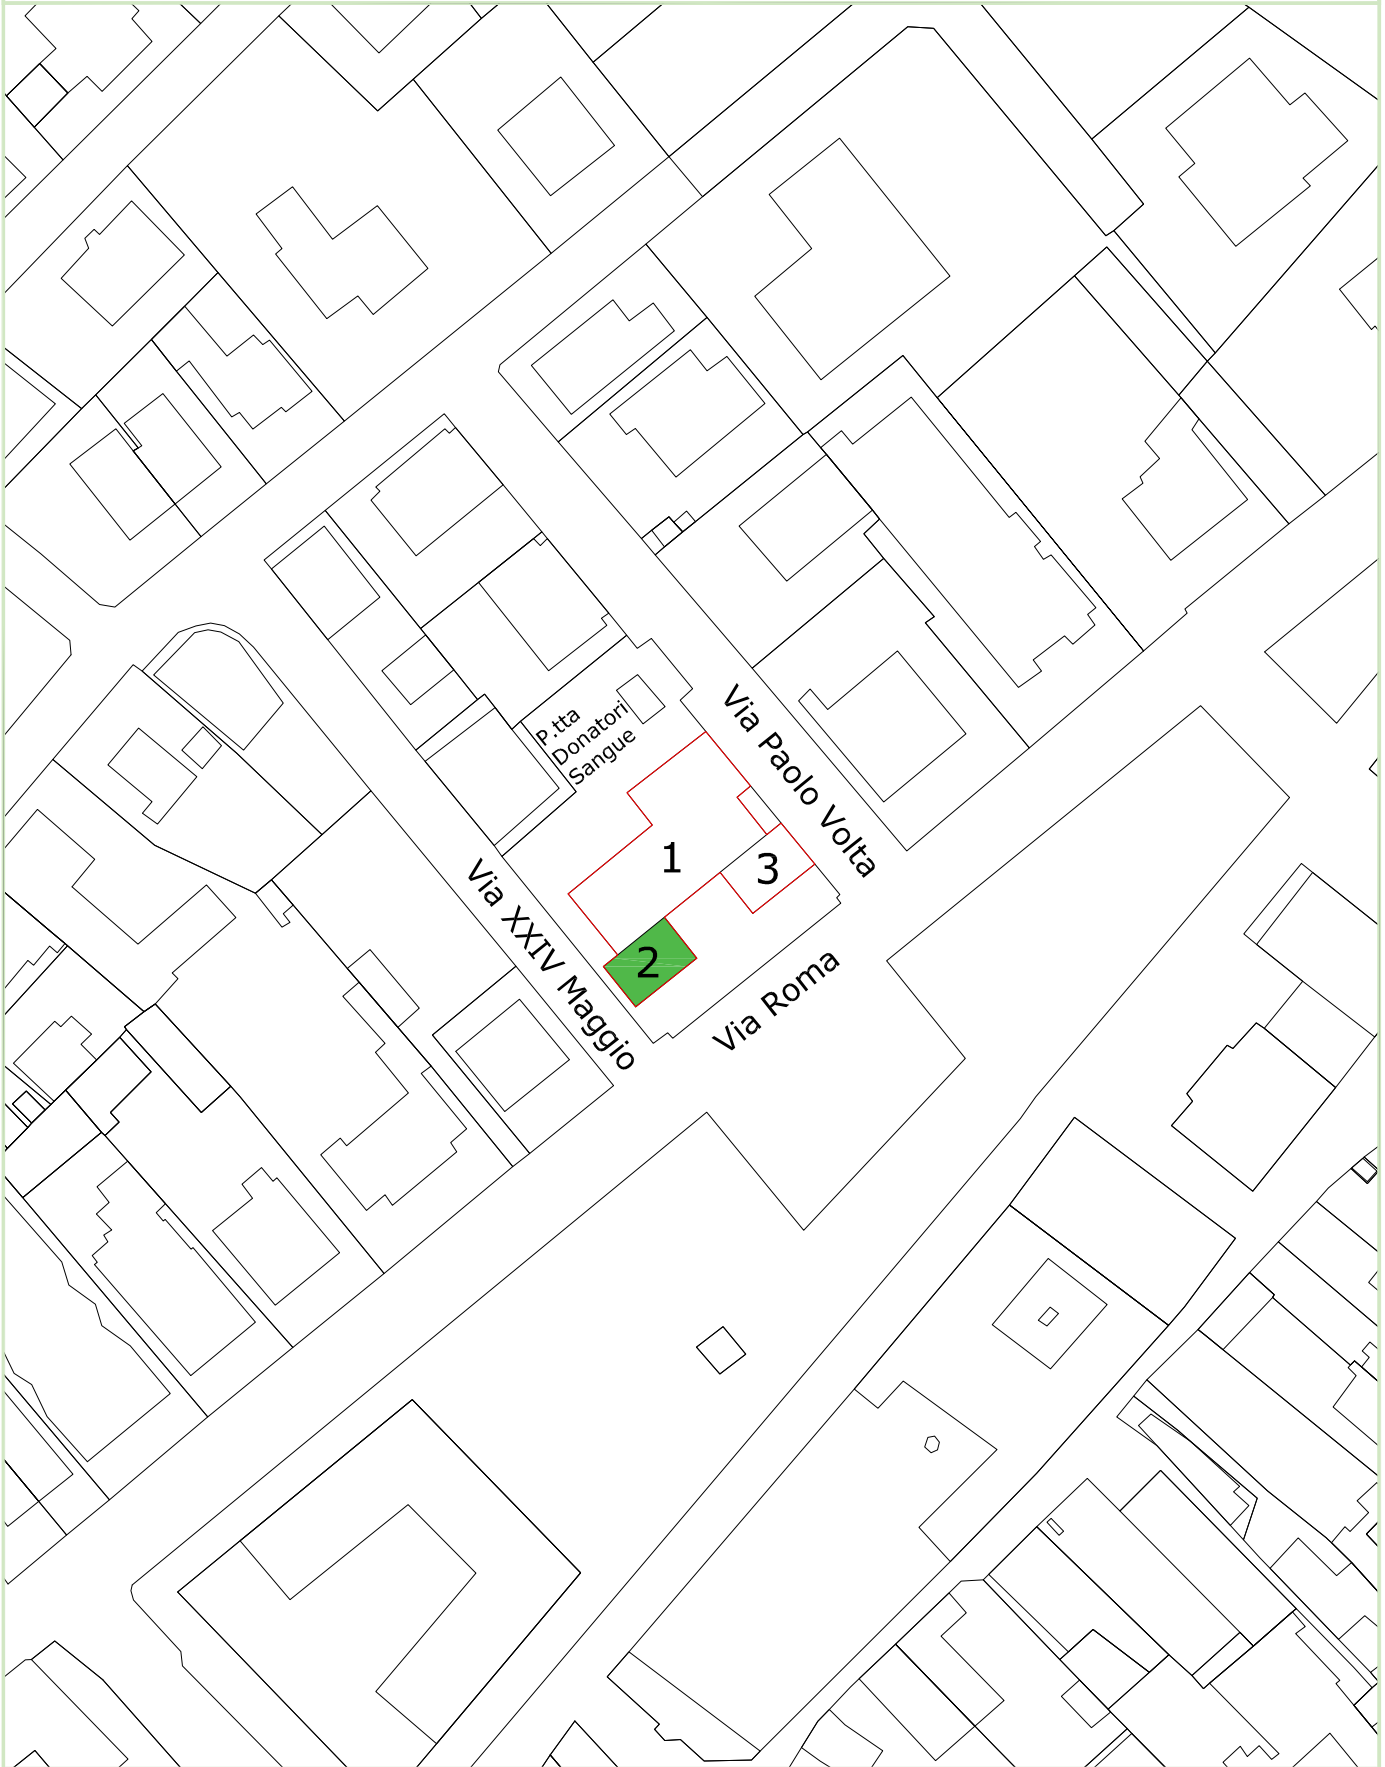 P.tta
Donatori
Sangue
Via Paolo Volta
1
3
Via XXIV Maggio
2
Via Roma